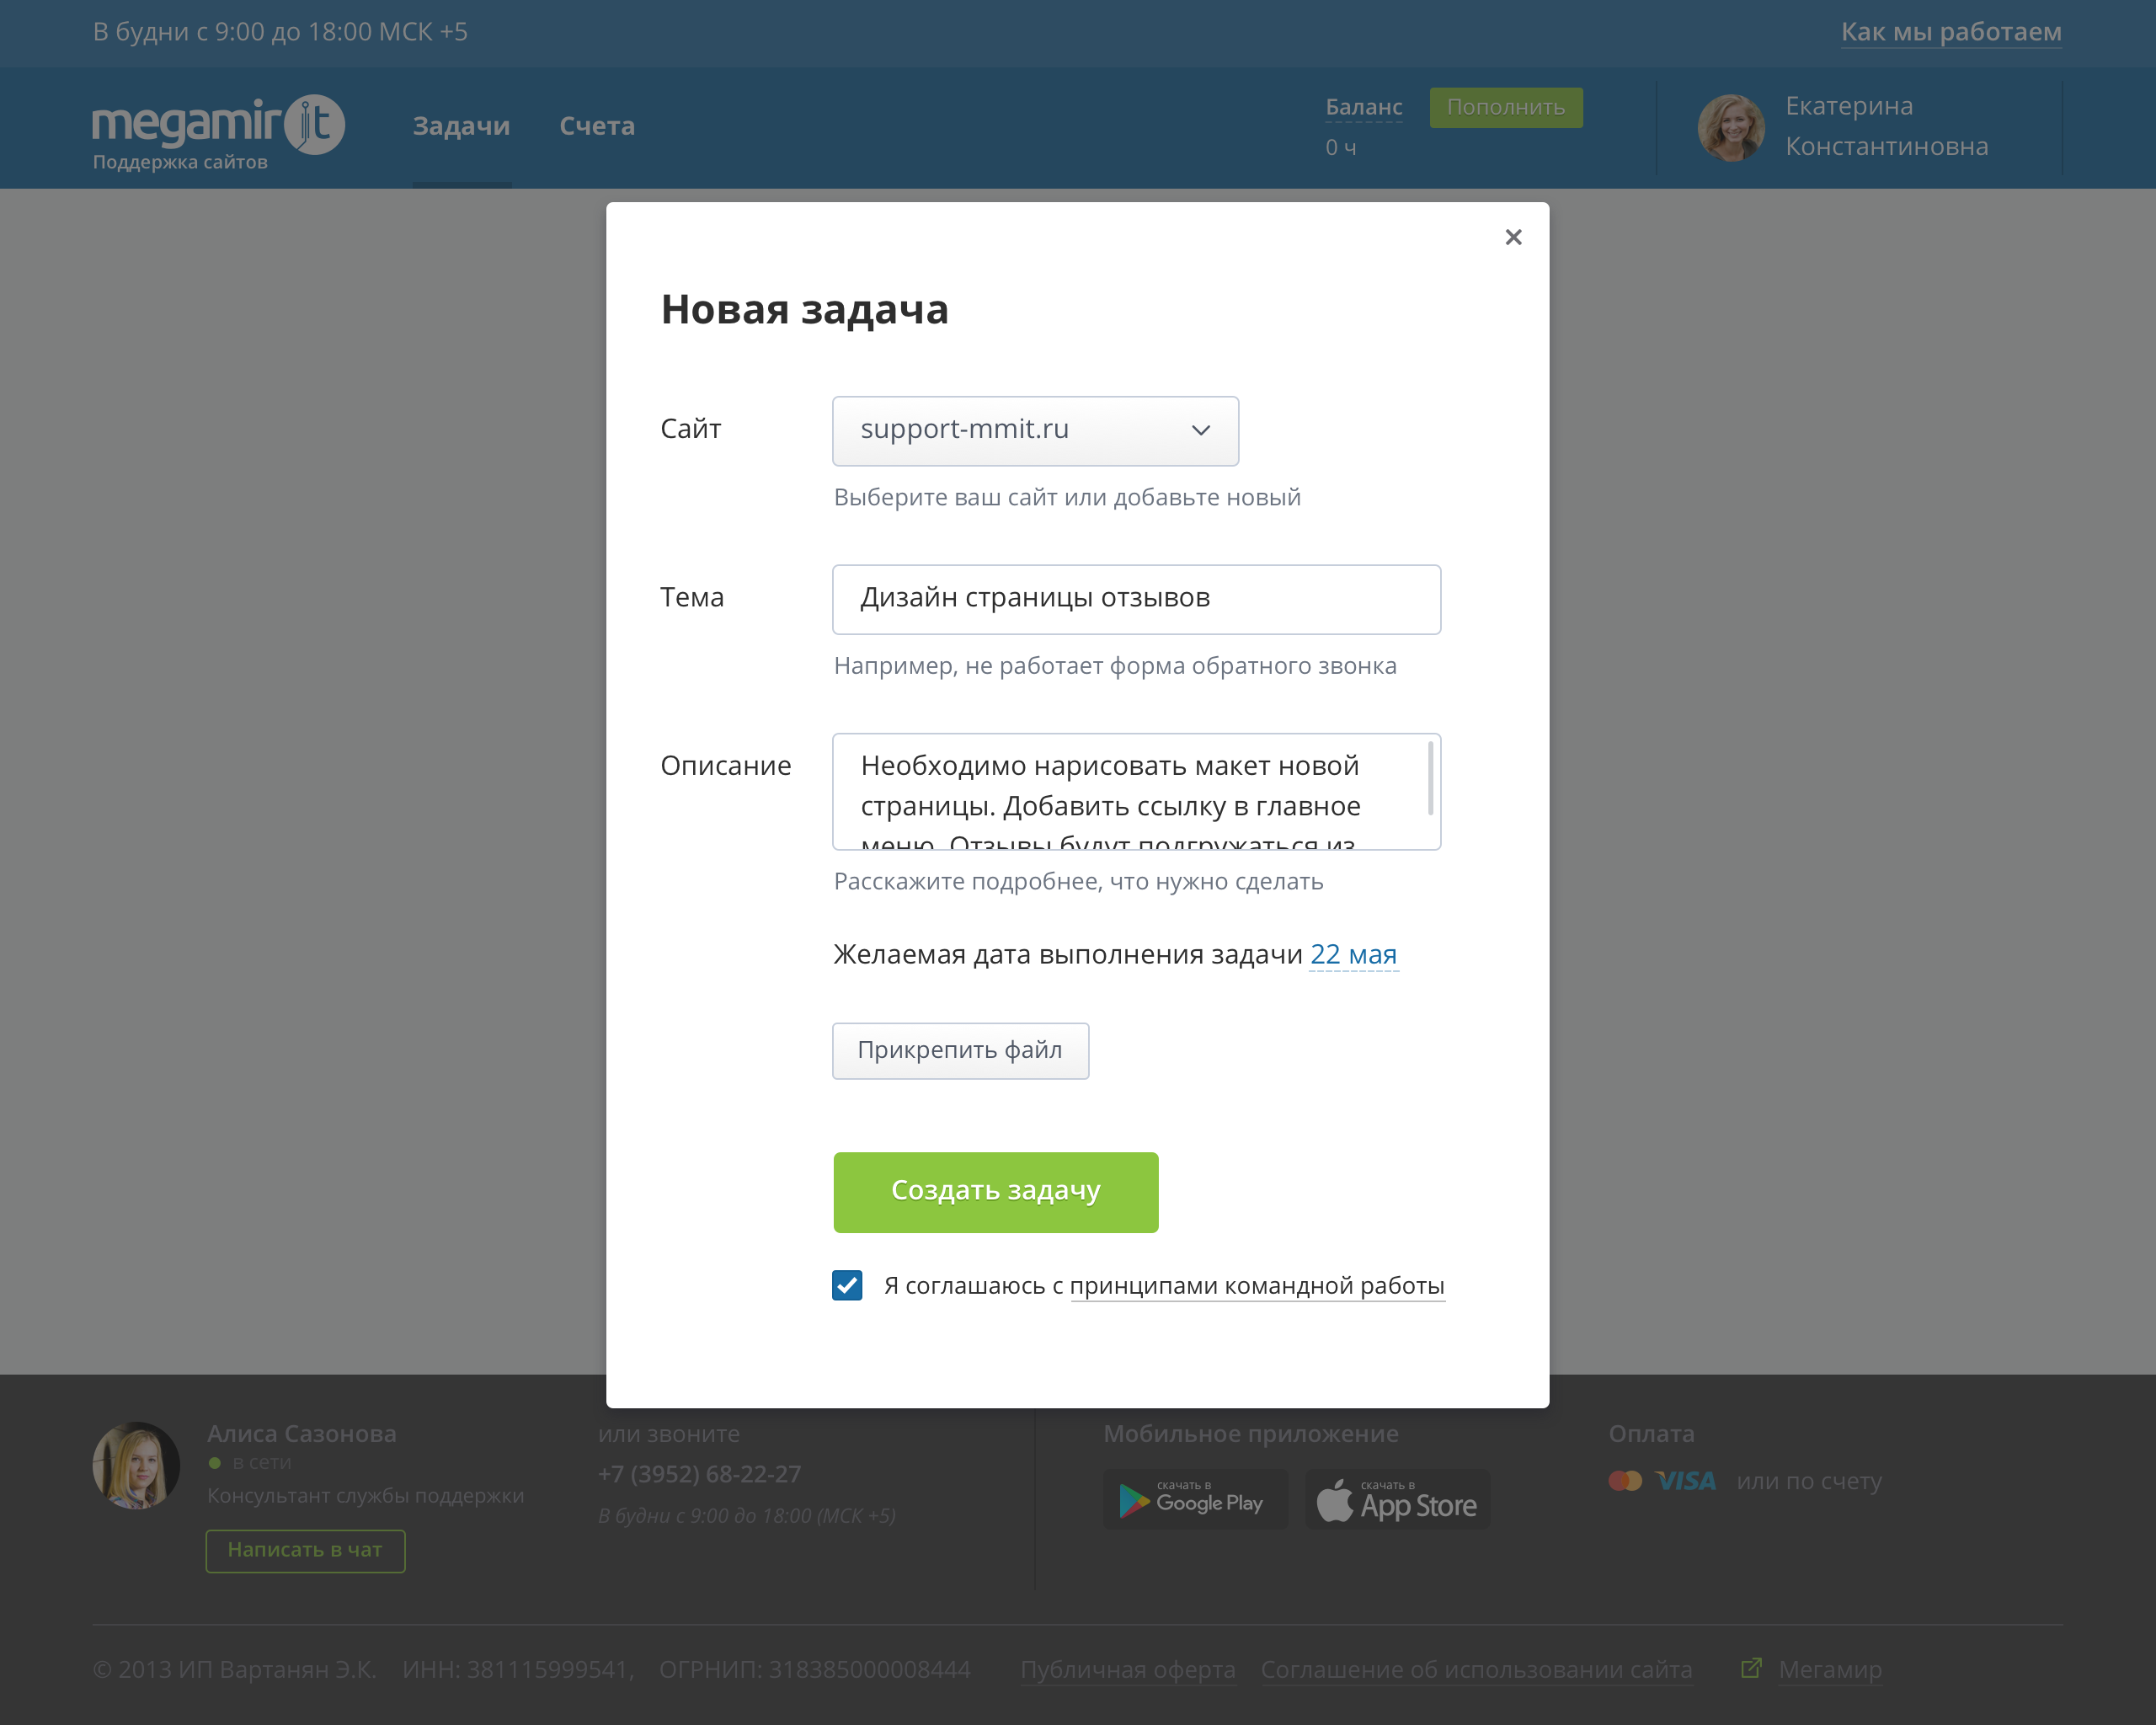 В будни с 9:00 до 18:00 МСК +5
Как мы работаем
megamir it
Поддержка сайтов
Задачи
Счета
Баланс
Пополнить
0 ч
Екатерина
Константиновна
Новая задача
Сайт
support-mmit.ru
Выберите ваш сайт или добавьте новый
Тема
Дизайн страницы отзывов
Например, не работает форма обратного звонка
Описание
Необходимо нарисовать макет новой
страницы. Добавить ссылку в главное
меню. Отзывы будут подгружаться из
Расскажите подробнее, что нужно сделать
Желаемая дата выполнения задачи 22 мая
Прикрепить файл
Создать задачу
Я соглашаюсь с принципами командной работы
Алиса Сазонова
в сети
Консультант службы поддержки
Написать в чат
или звоните
+7 (3952) 68-22-27
В будни с 9:00 до 18:00 (МСК +5)
Мобильное приложение
скачать в
Google Play
скачать в
App Store
Оплата
VISA или по счету
© 2013 ИП Вартанян Э.К. ИНН: 381115999541, ОГРНИП: 318385000008444 Публичная оферта Соглашение об использовании сайта Мегамир